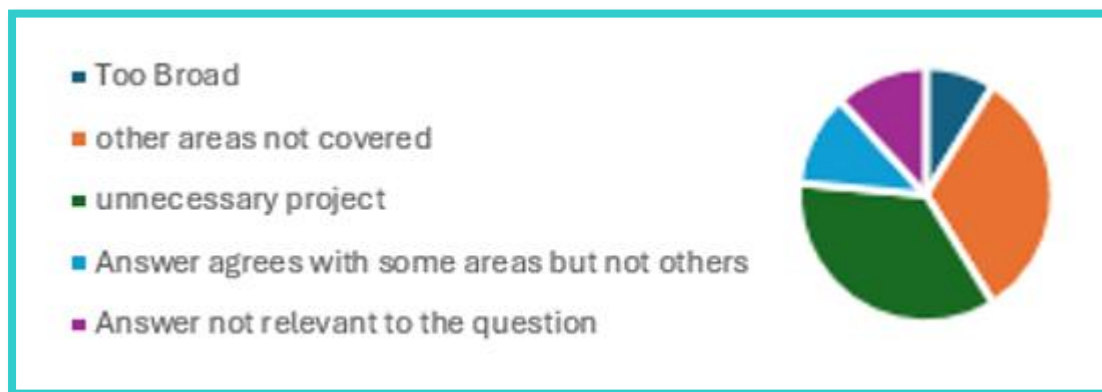 Too Broad
other areas not covered
unnecessary project
Answer agrees with some areas but not others
Answer not relevant to the question